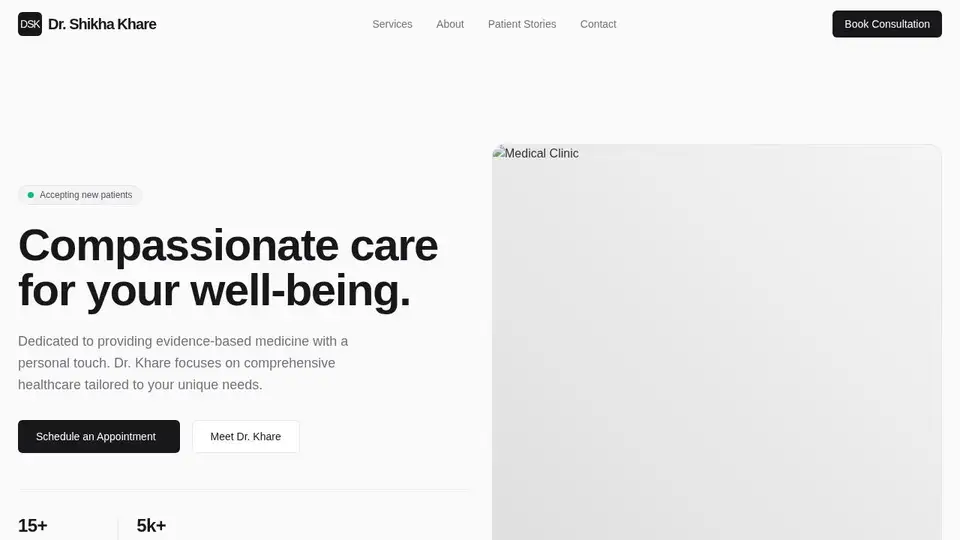 DSK Dr. Shikha Khare
Services About Patient Stories Contact
Book Consultation
Medical Clinic
Accepting new patients
Compassionate care
for your well-being.
Dedicated to providing evidence-based medicine with a
personal touch. Dr. Khare focuses on comprehensive
healthcare tailored to your unique needs.
Schedule an Appointment
Meet Dr. Khare
15+
5k+